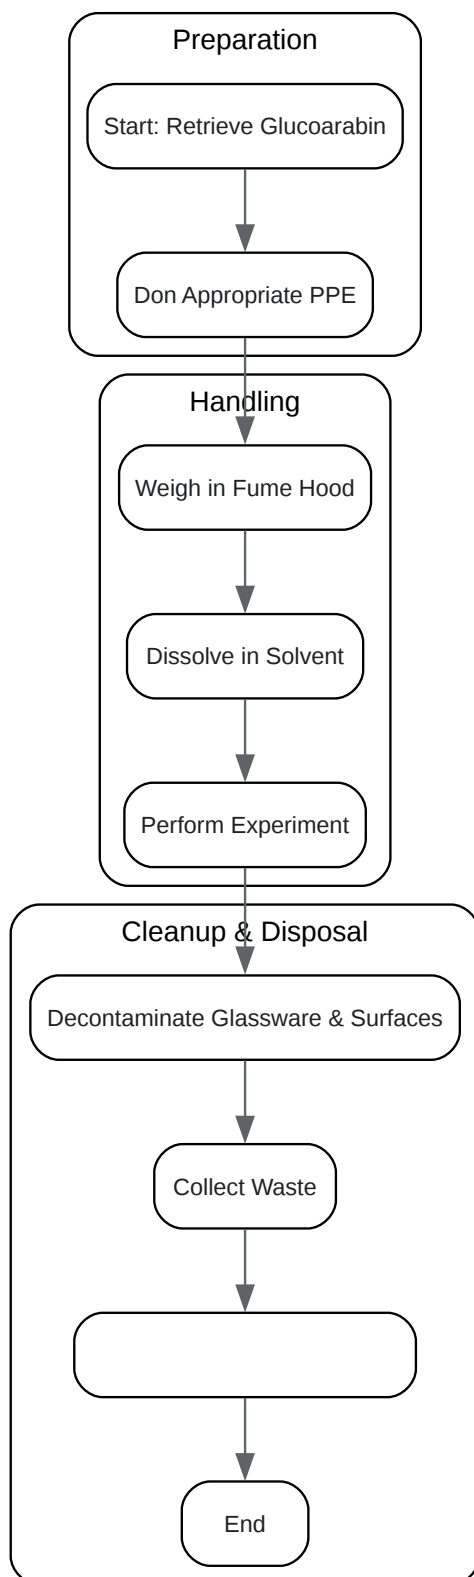 Preparation
Start: Retrieve Glucoarabin
Don Appropriate PPE
Handling
Weigh in Fume Hood
Dissolve in Solvent
Perform Experiment
Cleanup & Disposal
Decontaminate Glassware & Surfaces
Collect Waste
End